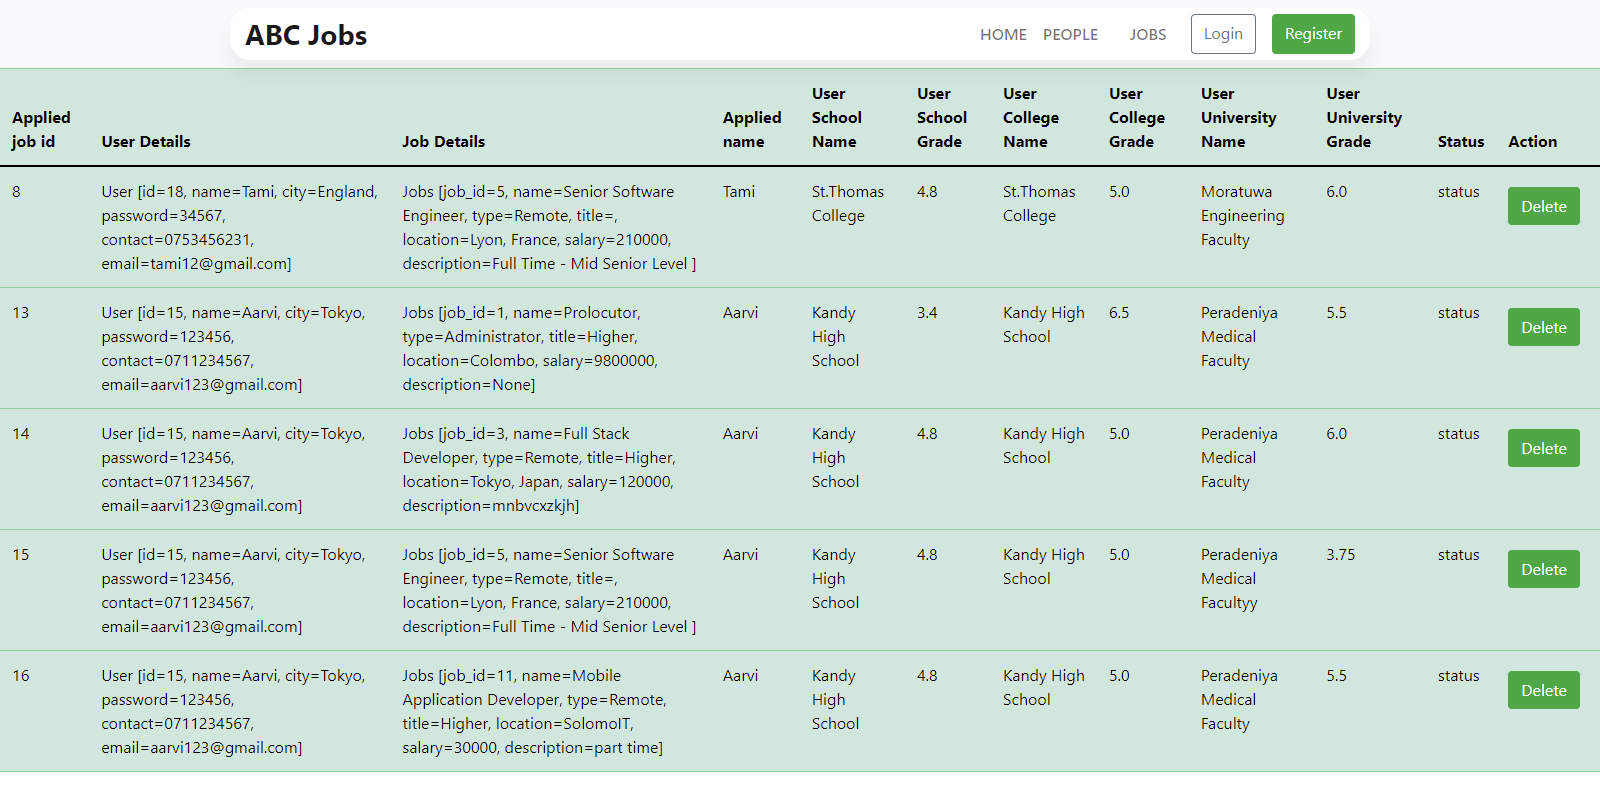 ABC Jobs HOME PEOPLE JOBS Login Register
Applied job id User Details Job Details Applied name User School Name User School Grade User College Name User College Grade User University Name User University Grade Status Action
8 User [id=18, name=Tami, city=England, Jobs [job_id=5, name=Senior Software Tami St.Thomas 4.8 St.Thomas 5.0 Moratuwa 6.0 status Delete
password=34567, Engineer, type=Remote, title=, College College Engineering
contact=0753456231, location=Lyon, France, salary=210000, Faculty
email=tami12@gmail.com] description=Full Time - Mid Senior Level ]
13 User [id=15, name=Aarvi, city=Tokyo, Jobs [job_id=1, name=Prolocutor, Aarvi Kandy 3.4 Kandy High 6.5 Peradeniya 5.5 status Delete
password=123456, type=Administrator, title=Higher, High School Medical
contact=0711234567, location=Colombo, salary=9800000, School Faculty
email=aarvi123@gmail.com] description=None]
14 User [id=15, name=Aarvi, city=Tokyo, Jobs [job_id=3, name=Full Stack Aarvi Kandy 4.8 Kandy High 5.0 Peradeniya 6.0 status Delete
password=123456, Developer, type=Remote, title=Higher, High School Medical
contact=0711234567, location=Tokyo, Japan, salary=120000, School Faculty
email=aarvi123@gmail.com] description=mnbvcxzkjh]
15 User [id=15, name=Aarvi, city=Tokyo, Jobs [job_id=5, name=Senior Software Aarvi Kandy 4.8 Kandy High 5.0 Peradeniya 3.75 status Delete
password=123456, Engineer, type=Remote, title=, High School Medical
contact=0711234567, location=Lyon, France, salary=210000, School Facultyy
email=aarvi123@gmail.com] description=Full Time - Mid Senior Level ]
16 User [id=15, name=Aarvi, city=Tokyo, Jobs [job_id=11, name=Mobile Aarvi Kandy 4.8 Kandy High 5.0 Peradeniya 5.5 status Delete
password=123456, Application Developer, type=Remote, High School Medical
contact=0711234567, title=Higher, location=SolomoIT, School Faculty
email=aarvi123@gmail.com] salary=30000, description=part time]